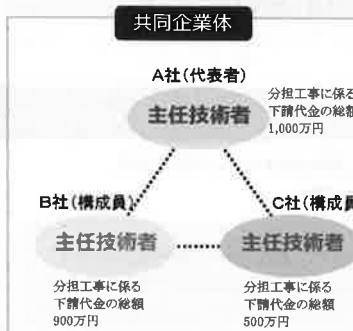 共同企業体
A社(代表者)
主任技術者
分担工事に係る
下請代金の総額
1,000万円
B社(構成員)
C社(構成員
主任技術者
主任技術者
分担工事に係る
下請代金の総額
900万円
分担工事に係る
下請代金の総額
500万円